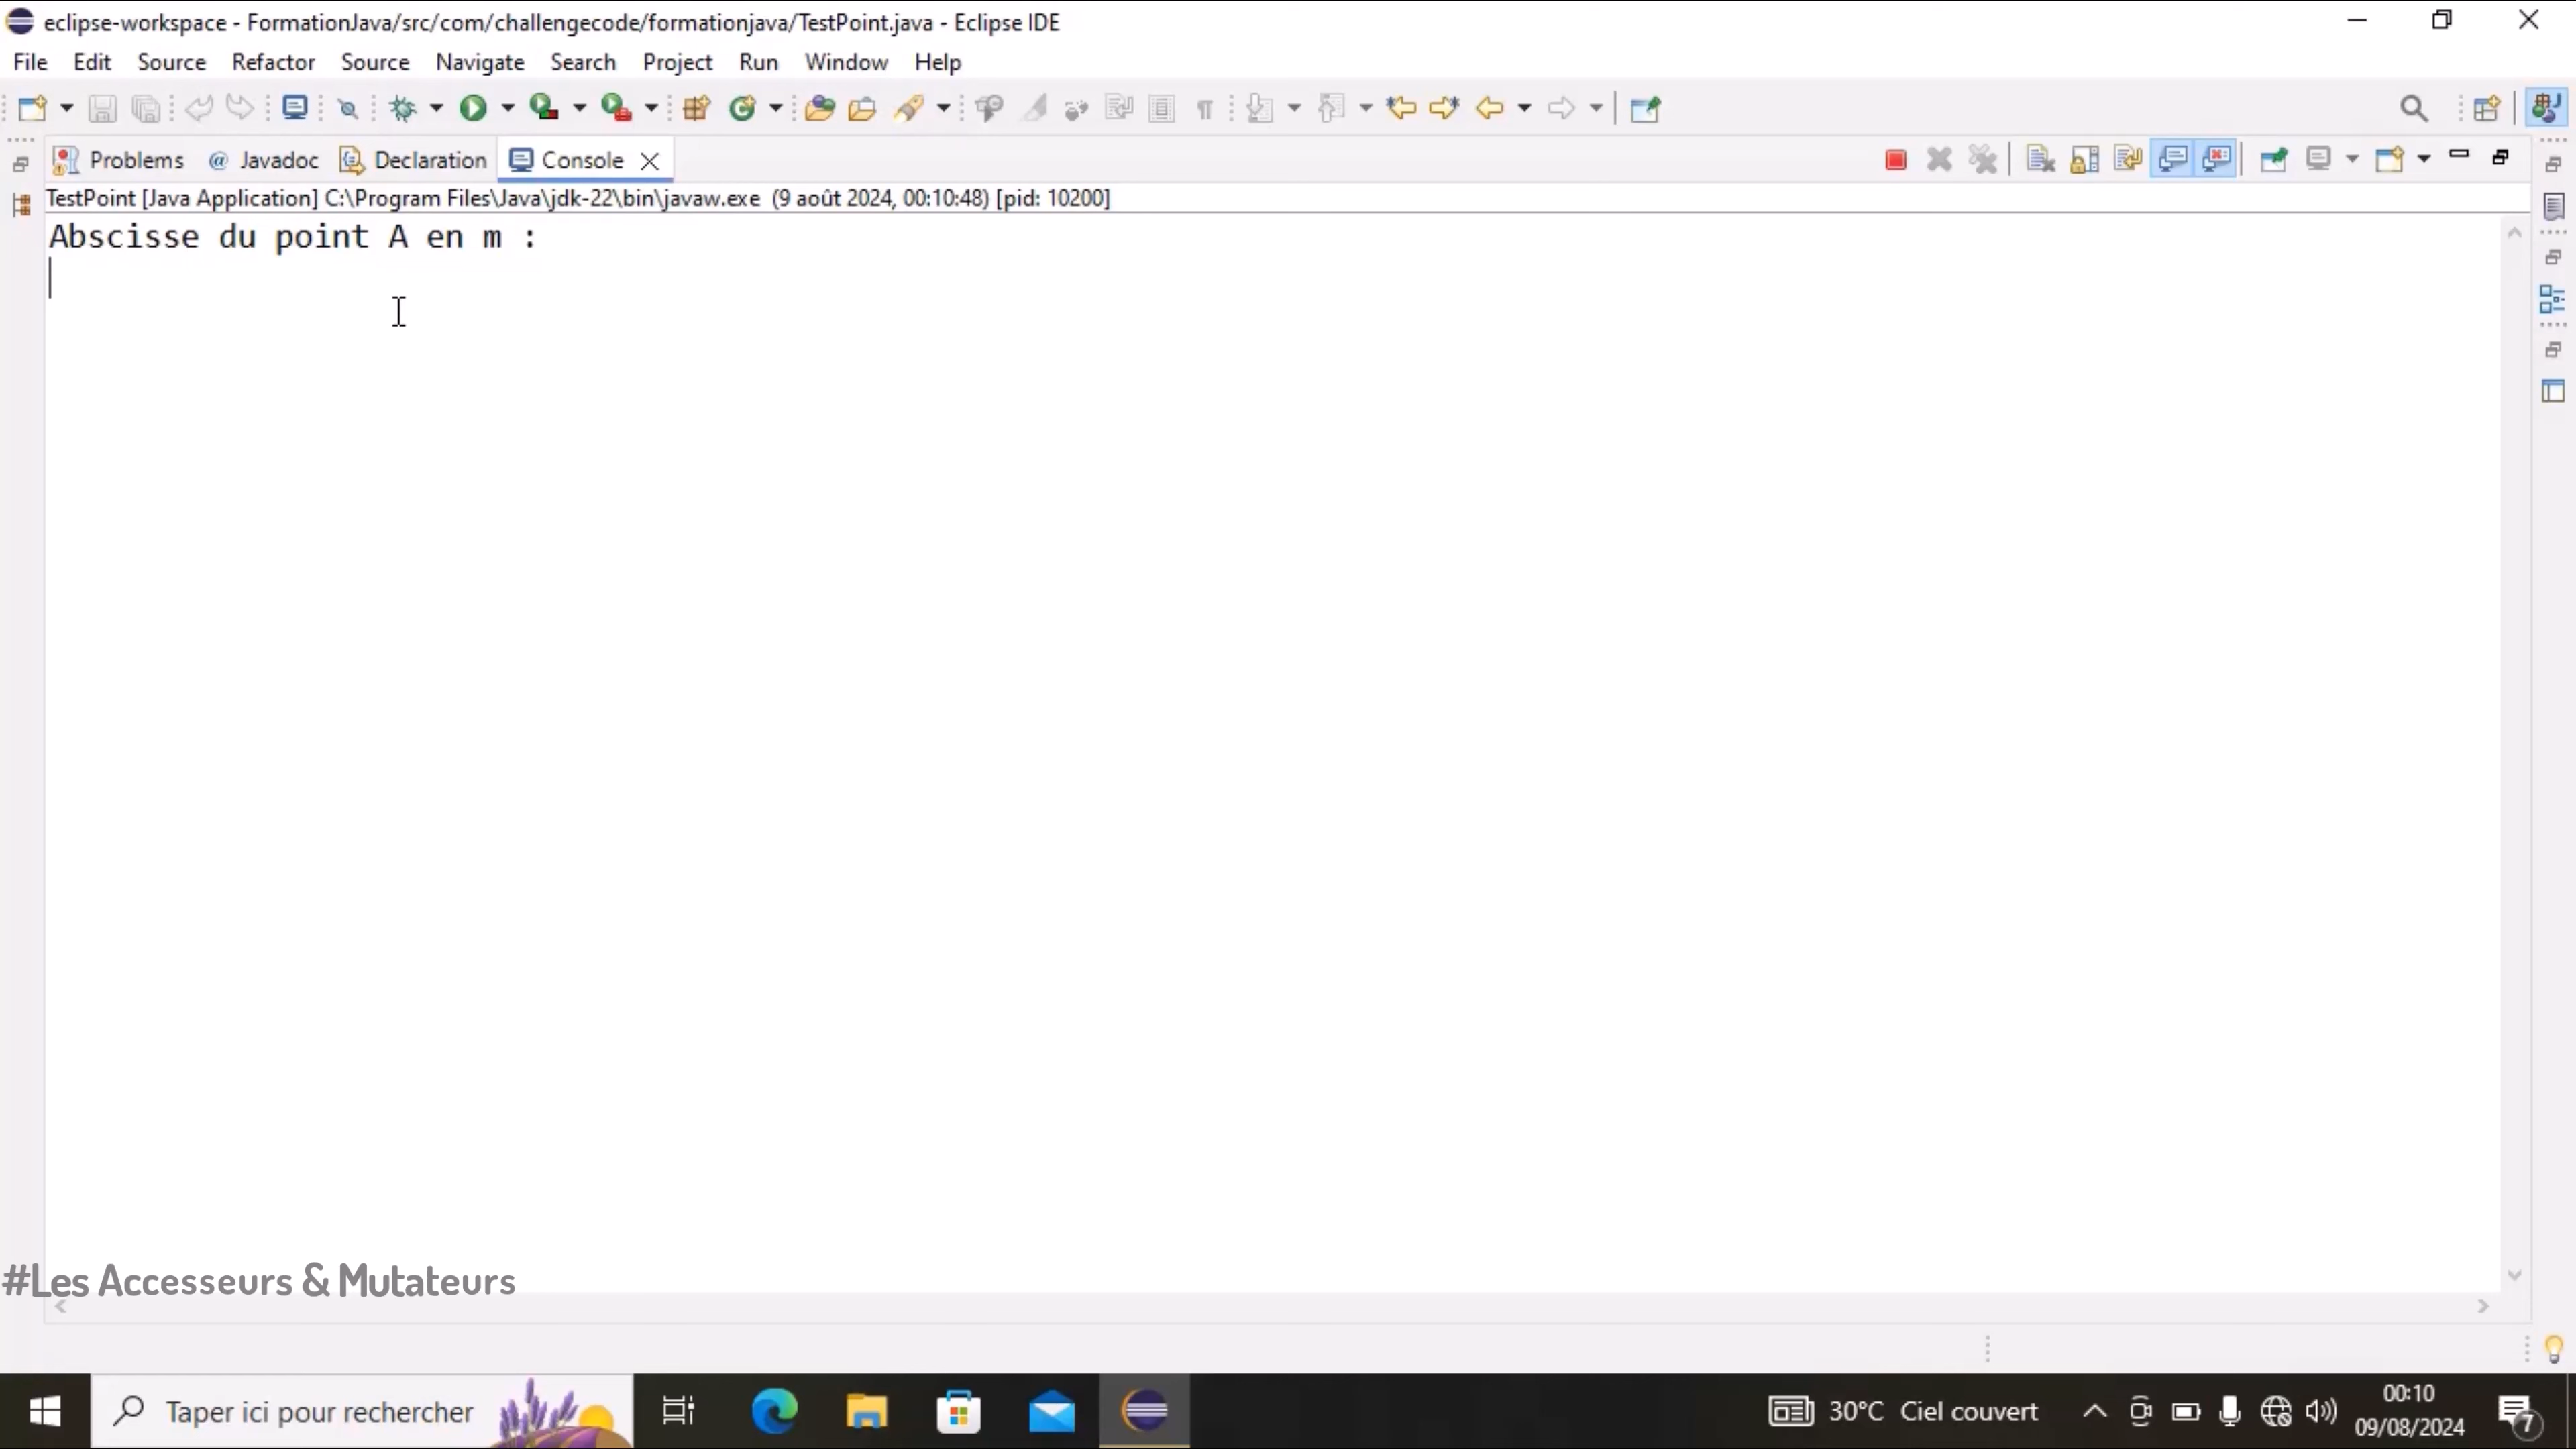 eclipse-workspace - FormationJava/src/com/challengecode/formationjava/TestPoint.java - Eclipse IDE
File Edit Source Refactor Source Navigate Search Project Run Window Help
Problems @ Javadoc Declaration Console
TestPoint [Java Application] C:\Program Files\Java\jdk-22\bin\javaw.exe (9 août 2024, 00:10:48) [pid: 10200]
Abscisse du point A en m :
#Les Accesseurs & Mutateurs
Taper ici pour rechercher
30°C Ciel couvert
00:10
09/08/2024
7